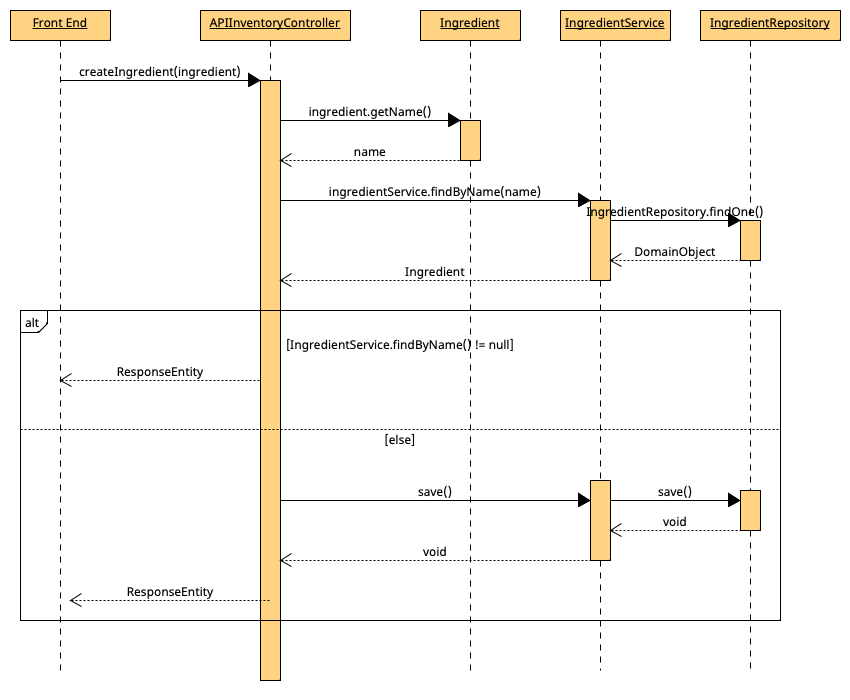 Front End
APIInventoryController
Ingredient
IngredientService
IngredientRepository
createIngredient(ingredient)
ingredient.getName()
name
ingredientService.findByName(name)
IngredientRepository.findOne()
DomainObject
Ingredient
alt
[IngredientService.findByName() != null]
ResponseEntity
[else]
save()
save()
void
void
ResponseEntity